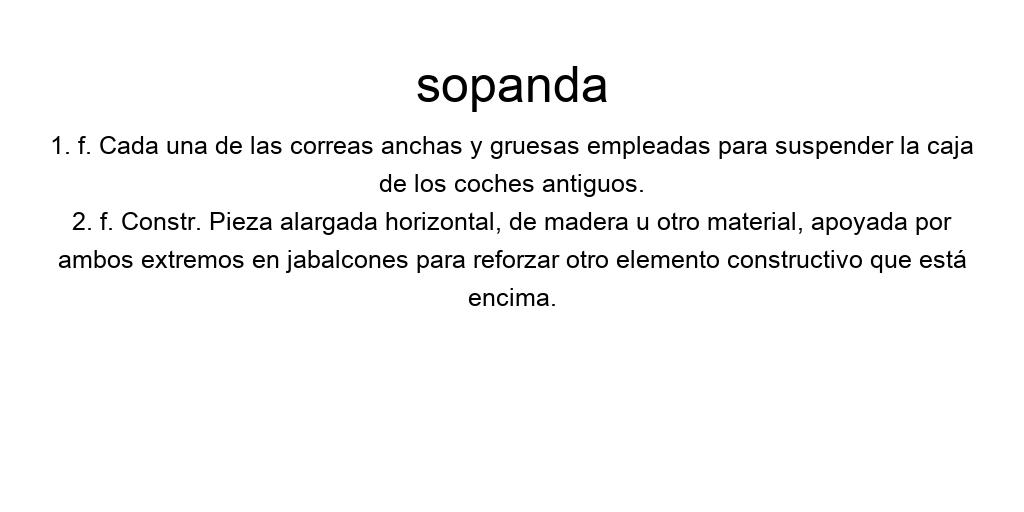 sopanda
1. f. Cada una de las correas anchas y gruesas empleadas para suspender la caja
de los coches antiguos.
2. f. Constr. Pieza alargada horizontal, de madera u otro material, apoyada por
ambos extremos en jabalcones para reforzar otro elemento constructivo que está
encima.